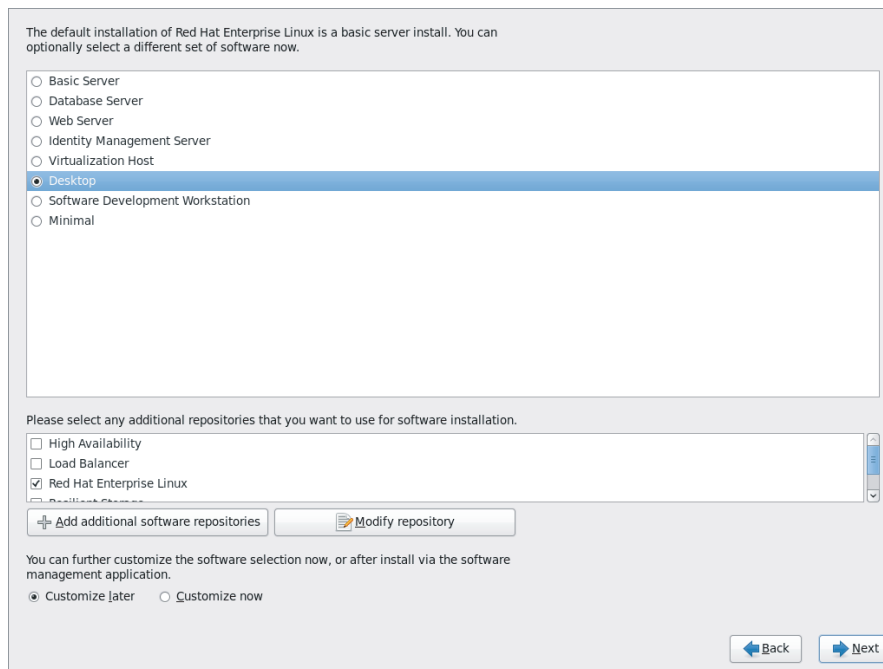 The default installation of Red Hat Enterprise Linux is a basic server install. You can
optionally select a different set of software now.
Basic Server
Database Server
Web Server
Identity Management Server
Virtualization Host
Desktop
Software Development Workstation
Minimal
Please select any additional repositories that you want to use for software installation.
High Availability
Load Balancer
Red Hat Enterprise Linux
Resilient Storage
Add additional software repositories
Modify repository
You can further customize the software selection now, or after install via the software
management application.
Customize later
Customize now
Back
Next